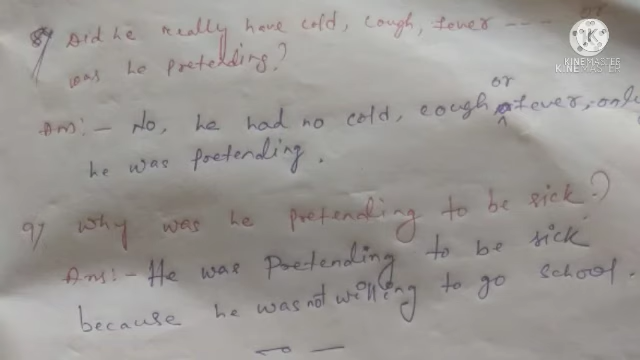 8) Did he really have cold, cough, fever ---- or
was he pretending?
Ans:- No, he had no cold, cough or fever, only
he was pretending.
9) Why was he pretending to be sick?
Ans:- He was Pretending to be sick
because he was not willing to go school.
KINEMASTER
KINEMASTER